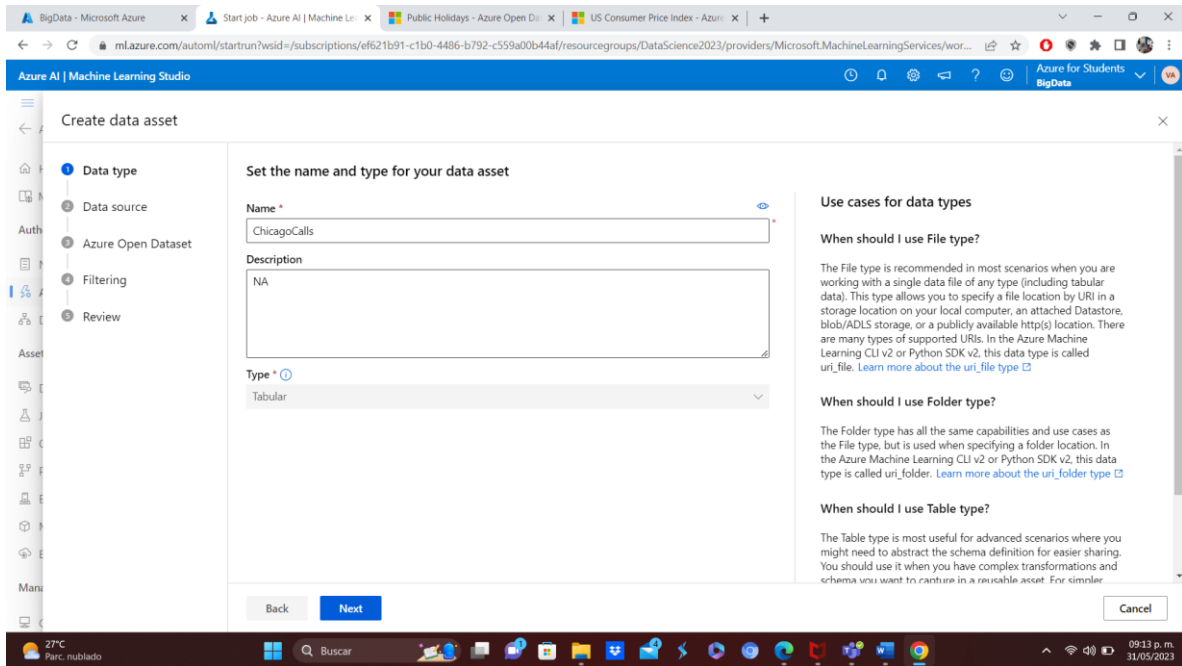 BigData - Microsoft Azure
Start job - Azure AI | Machine Le
Public Holidays - Azure Open Da
US Consumer Price Index - Azure
ml.azure.com/automl/startrun?wsid=/subscriptions/ef621b91-c1b0-4486-b792-c559a00b44af/resourcegroups/DataScience2023/providers/Microsoft.MachineLearningServices/wor...
Azure AI | Machine Learning Studio
Azure for Students
BigData
VA
Create data asset
1 Data type
2 Data source
3 Azure Open Dataset
4 Filtering
5 Review
Auth
Asset
Mana
Set the name and type for your data asset
Name *
ChicagoCalls
*
Description
NA
Type *
Tabular
Use cases for data types
When should I use File type?
The File type is recommended in most scenarios when you are
working with a single data file of any type (including tabular
data). This type allows you to specify a file location by URI in a
storage location on your local computer, an attached Datastore,
blob/ADLS storage, or a publicly available http(s) location. There
are many types of supported URIs. In the Azure Machine
Learning CLI v2 or Python SDK v2, this data type is called
uri_file. Learn more about the uri_file type
When should I use Folder type?
The Folder type has all the same capabilities and use cases as
the File type, but is used when specifying a folder location. In
the Azure Machine Learning CLI v2 or Python SDK v2, this data
type is called uri_folder. Learn more about the uri_folder type
When should I use Table type?
The Table type is most useful for advanced scenarios where you
might need to abstract the schema definition for easier sharing.
You should use it when you have complex transformations and
schema you want to capture in a reusable asset. For simpler
Back
Next
Cancel
27°C
Parc. nublado
Buscar
09:13 p. m.
31/05/2023